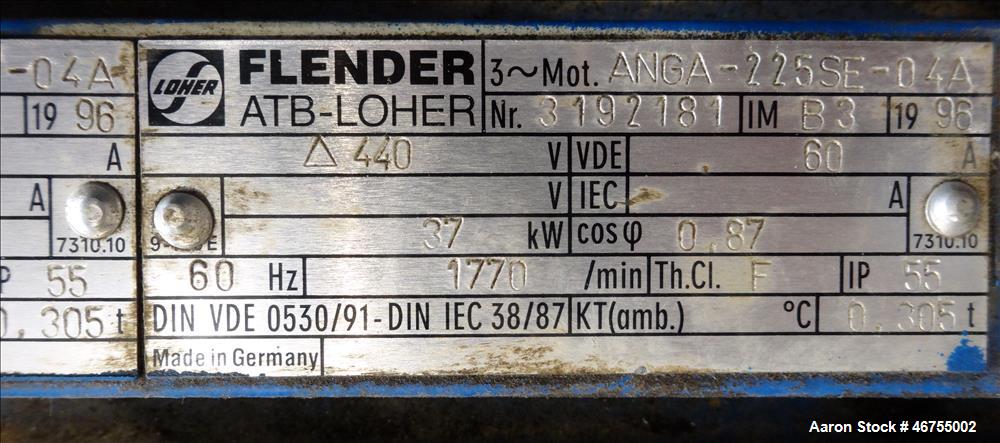 -04A
19 96
A
A
7310.10
P 55
0.305 t
LOHER
FLENDER
ATB-LOHER
3~Mot. ANGA-225SE-04A
Nr. 3192181 IM B3 19 96
△ 440 V VDE 60 A
V IEC A
37 kW cosφ 0.87 7310.10
60 Hz 1770 /min Th.Cl. F IP 55
DIN VDE 0530/91-DIN IEC 38/87 KT(amb.) °C 0.305 t
Made in Germany
Aaron Stock # 46755002